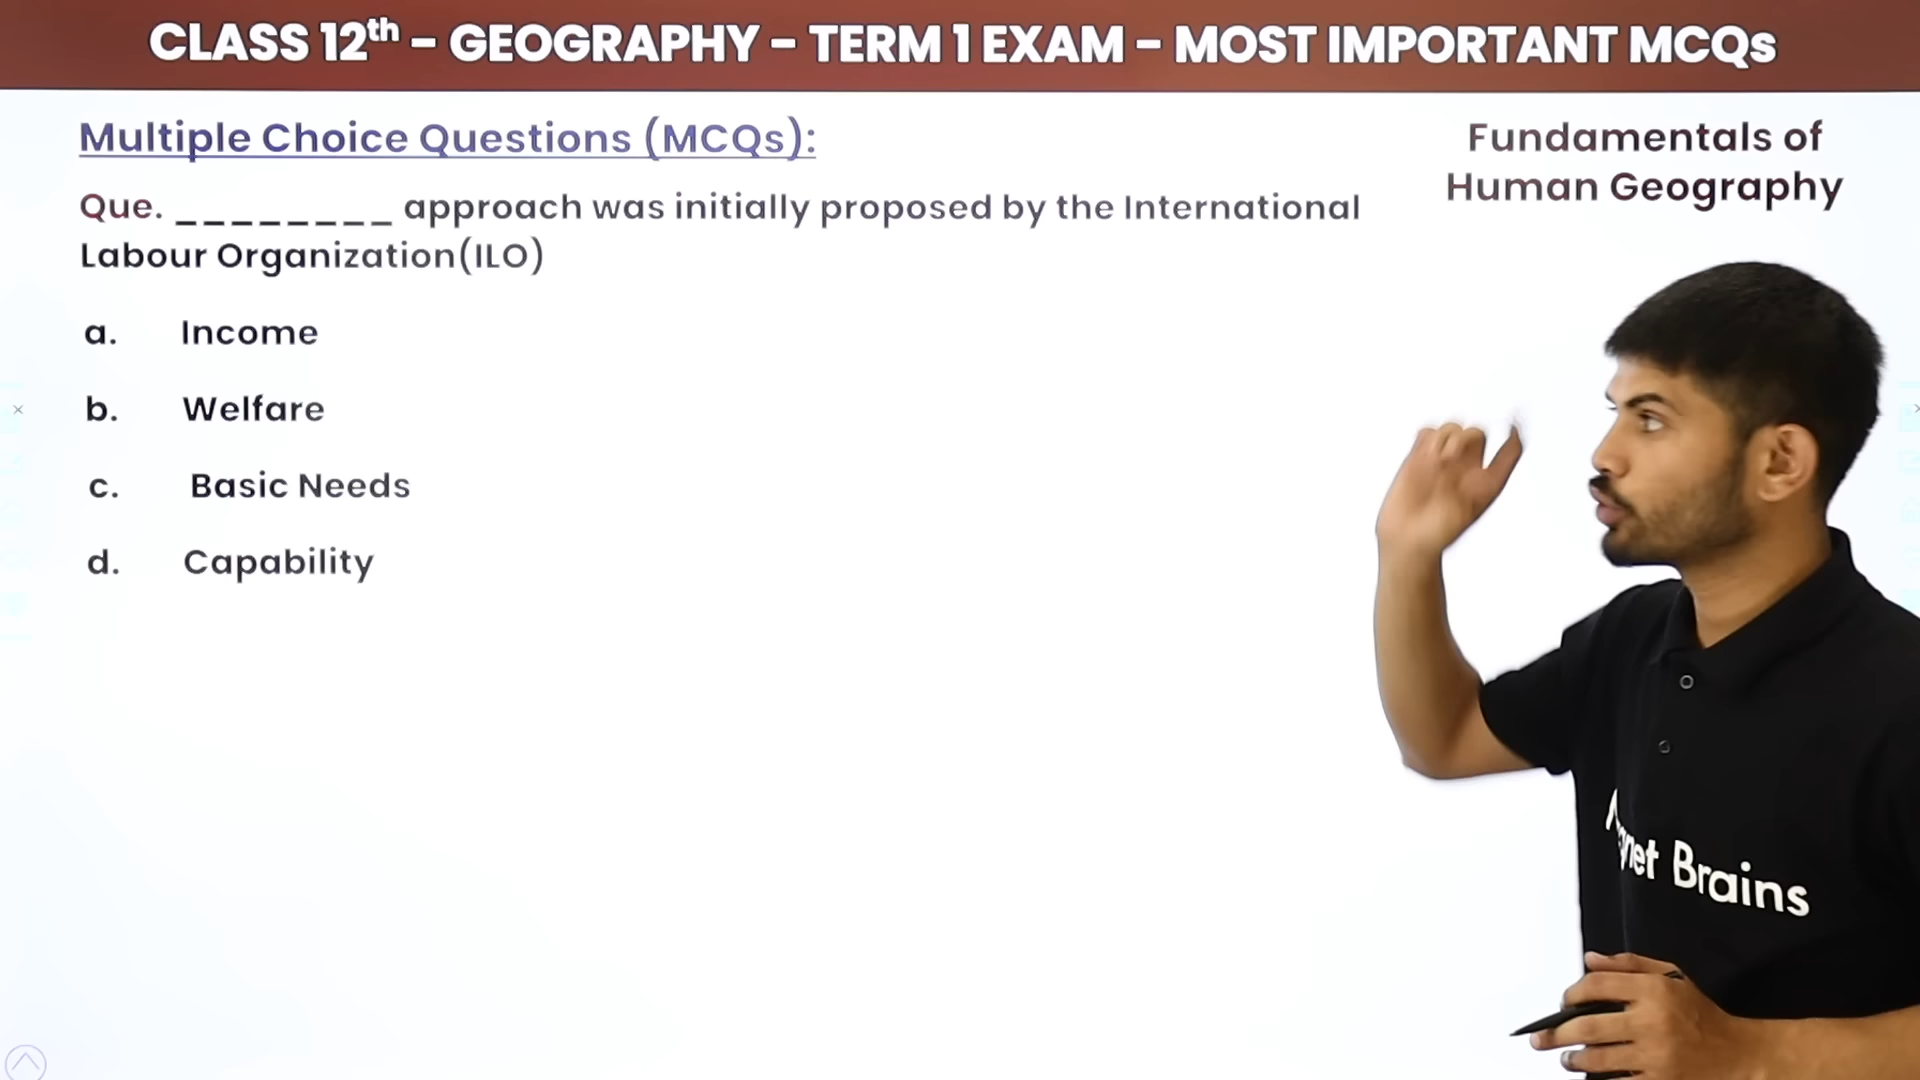 CLASS 12th - GEOGRAPHY - TERM 1 EXAM - MOST IMPORTANT MCQs
Multiple Choice Questions (MCQs):
Fundamentals of
Human Geography
Que. ________ approach was initially proposed by the International
Labour Organization(ILO)
a. Income
b. Welfare
c. Basic Needs
d. Capability
Brains